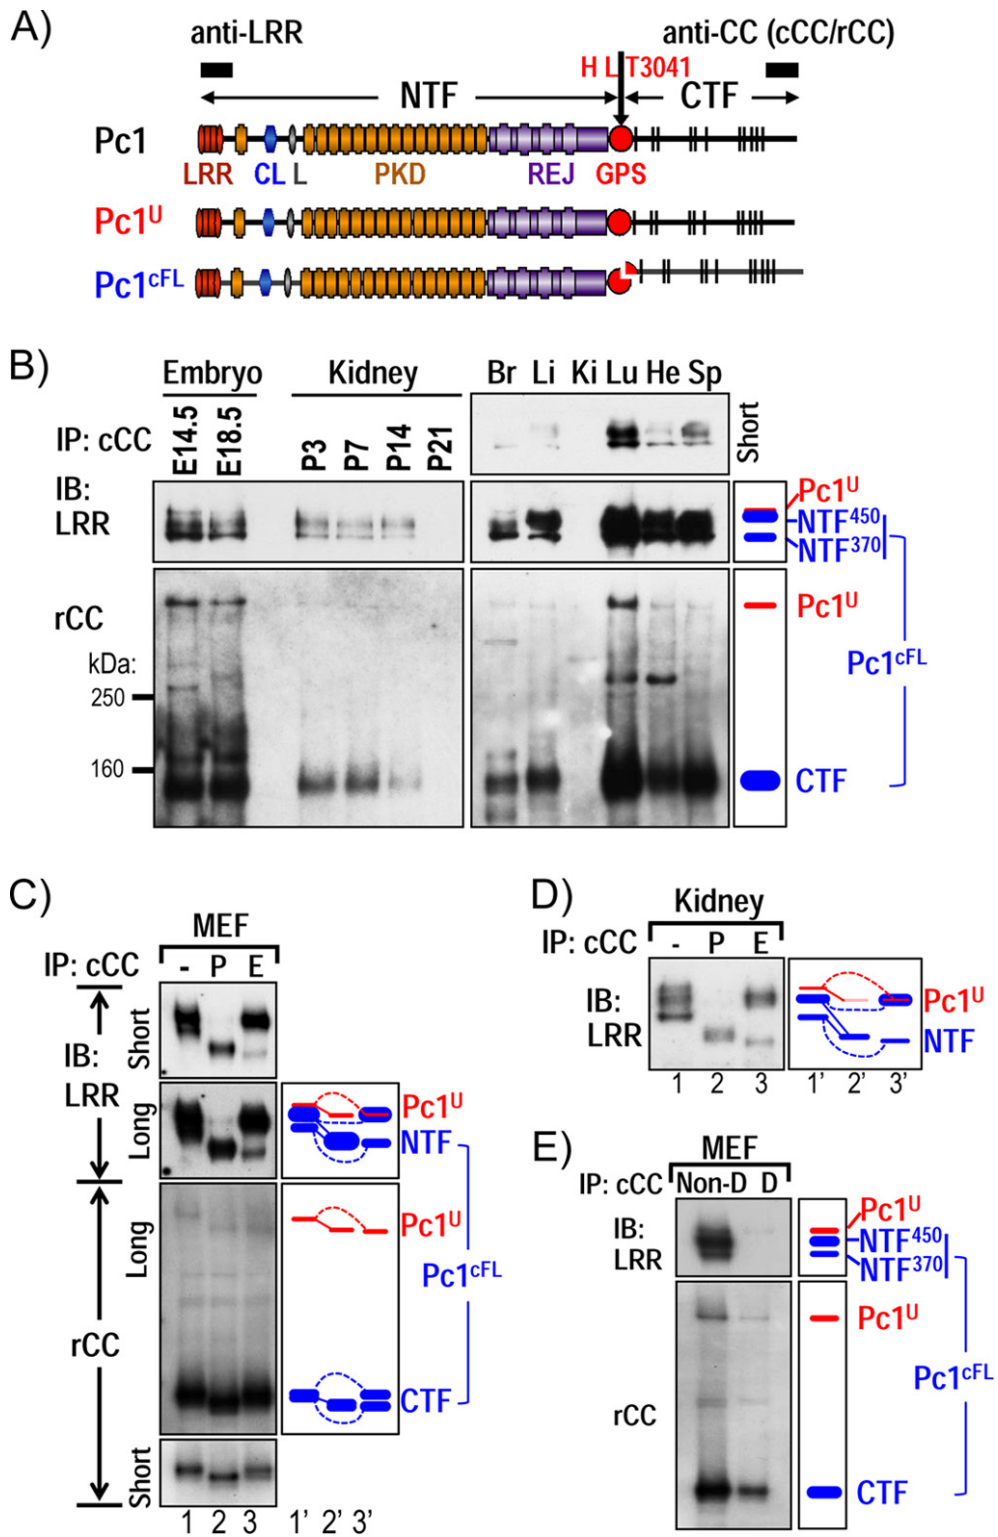 A)
anti-LRR
anti-CC (cCC/rCC)
H L T3041
NTF
CTF
Pc1
LRR CL L PKD REJ GPS
Pc1U
Pc1cFL
B)
Embryo Kidney Br Li Ki Lu He Sp
IP: cCC
E14.5 E18.5 P3 P7 P14 P21
Short
IB:
LRR
Pc1U
NTF450
NTF370
rCC
Pc1U
Pc1cFL
kDa:
250
160
CTF
C)
MEF
IP: cCC - P E
IB:
LRR
Short
Long
Pc1U
NTF
Long
Pc1U
Pc1cFL
rCC
CTF
Short
1 2 3 1' 2' 3'
D)
Kidney
IP: cCC - P E
IB:
LRR
Pc1U
NTF
1 2 3 1' 2' 3'
E)
MEF
IP: cCC Non-D D
IB:
LRR
Pc1U
NTF450
NTF370
Pc1U
Pc1cFL
rCC
CTF